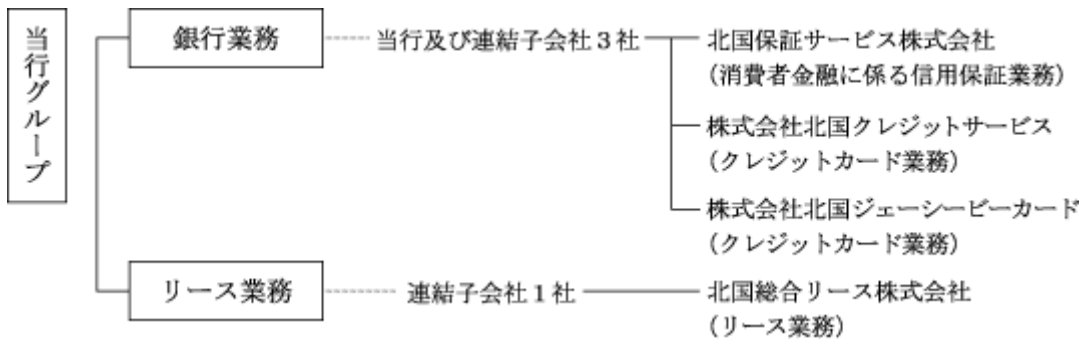 当行グループ
銀行業務
当行及び連結子会社3社
北国保証サービス株式会社
(消費者金融に係る信用保証業務)
株式会社北国クレジットサービス
(クレジットカード業務)
株式会社北国ジェーシービーカード
(クレジットカード業務)
リース業務
連結子会社1社
北国総合リース株式会社
(リース業務)